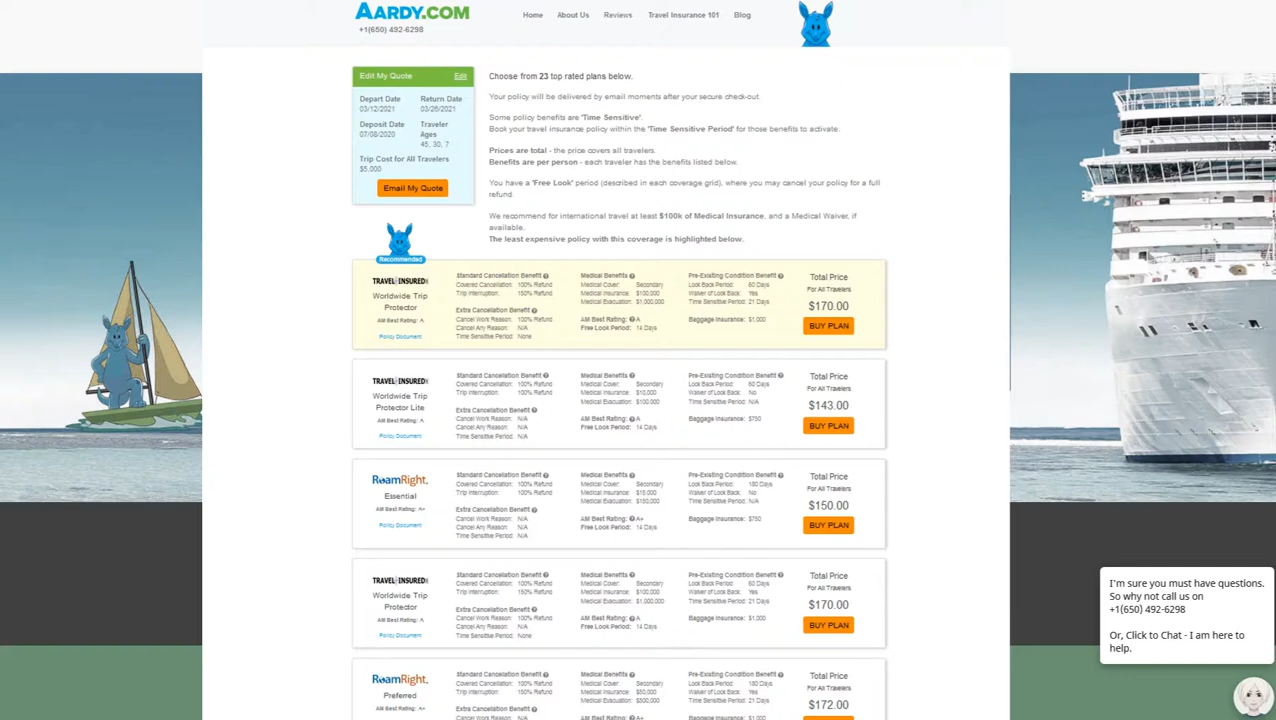 AARDY.COM
+1(650) 492-6298
Home About Us Reviews Travel Insurance 101 Blog
Edit My Quote Edit
Depart Date Return Date
03/12/2021 03/26/2021
Deposit Date Traveler Ages
07/08/2020 45, 30, 7
Trip Cost for All Travelers
$5,000
Email My Quote
Choose from 23 top rated plans below.
Your policy will be delivered by email moments after your secure check-out.
Some policy benefits are 'Time Sensitive'.
Book your travel insurance policy within the 'Time Sensitive Period' for those benefits to activate.
Prices are total - the price covers all travelers.
Benefits are per person - each traveler has the benefits listed below.
You have a 'Free Look' period (described in each coverage grid), where you may cancel your policy for a full
refund.
We recommend for international travel at least $100k of Medical Insurance, and a Medical Waiver, if
available.
The least expensive policy with this coverage is highlighted below.
Recommended
TRAVEL INSURED
Worldwide Trip
Protector
AM Best Rating: A
Policy Document
Standard Cancellation Benefit
Covered Cancellation: 100% Refund
Trip Interruption: 150% Refund
Extra Cancellation Benefit
Cancel Work Reason: 100% Refund
Cancel Any Reason: N/A
Time Sensitive Period: None
Medical Benefits
Medical Cover: Secondary
Medical Insurance: $100,000
Medical Evacuation: $1,000,000
AM Best Rating: A
Free Look Period: 14 Days
Pre-Existing Condition Benefit
Look Back Period: 60 Days
Waiver of Look Back: Yes
Time Sensitive Period: 21 Days
Baggage Insurance: $1,000
Total Price
For All Travelers
$170.00
BUY PLAN
TRAVEL INSURED
Worldwide Trip
Protector Lite
AM Best Rating: A
Policy Document
Standard Cancellation Benefit
Covered Cancellation: 100% Refund
Trip Interruption: 100% Refund
Extra Cancellation Benefit
Cancel Work Reason: N/A
Cancel Any Reason: N/A
Time Sensitive Period: N/A
Medical Benefits
Medical Cover: Secondary
Medical Insurance: $10,000
Medical Evacuation: $100,000
AM Best Rating: A
Free Look Period: 14 Days
Pre-Existing Condition Benefit
Look Back Period: 60 Days
Waiver of Look Back: No
Time Sensitive Period: N/A
Baggage Insurance: $750
Total Price
For All Travelers
$143.00
BUY PLAN
RoamRight.
Essential
AM Best Rating: A+
Policy Document
Standard Cancellation Benefit
Covered Cancellation: 100% Refund
Trip Interruption: 100% Refund
Extra Cancellation Benefit
Cancel Work Reason: N/A
Cancel Any Reason: N/A
Time Sensitive Period: N/A
Medical Benefits
Medical Cover: Secondary
Medical Insurance: $15,000
Medical Evacuation: $150,000
AM Best Rating: A+
Free Look Period: 14 Days
Pre-Existing Condition Benefit
Look Back Period: 180 Days
Waiver of Look Back: No
Time Sensitive Period: N/A
Baggage Insurance: $750
Total Price
For All Travelers
$150.00
BUY PLAN
TRAVEL INSURED
Worldwide Trip
Protector
AM Best Rating: A
Policy Document
Standard Cancellation Benefit
Covered Cancellation: 100% Refund
Trip Interruption: 150% Refund
Extra Cancellation Benefit
Cancel Work Reason: 100% Refund
Cancel Any Reason: N/A
Time Sensitive Period: None
Medical Benefits
Medical Cover: Secondary
Medical Insurance: $100,000
Medical Evacuation: $1,000,000
AM Best Rating: A
Free Look Period: 14 Days
Pre-Existing Condition Benefit
Look Back Period: 60 Days
Waiver of Look Back: Yes
Time Sensitive Period: 21 Days
Baggage Insurance: $1,000
Total Price
For All Travelers
$170.00
BUY PLAN
RoamRight.
Preferred
AM Best Rating: A+
Standard Cancellation Benefit
Covered Cancellation: 100% Refund
Trip Interruption: 150% Refund
Extra Cancellation Benefit
Cancel Work Reason: N/A
Medical Benefits
Medical Cover: Secondary
Medical Insurance: $50,000
Medical Evacuation: $500,000
AM Best Rating: A+
Pre-Existing Condition Benefit
Look Back Period: 180 Days
Waiver of Look Back: Yes
Time Sensitive Period: 21 Days
Baggage Insurance: $1,000
Total Price
For All Travelers
$172.00
I'm sure you must have questions.
So why not call us on
+1(650) 492-6298
Or, Click to Chat - I am here to
help.